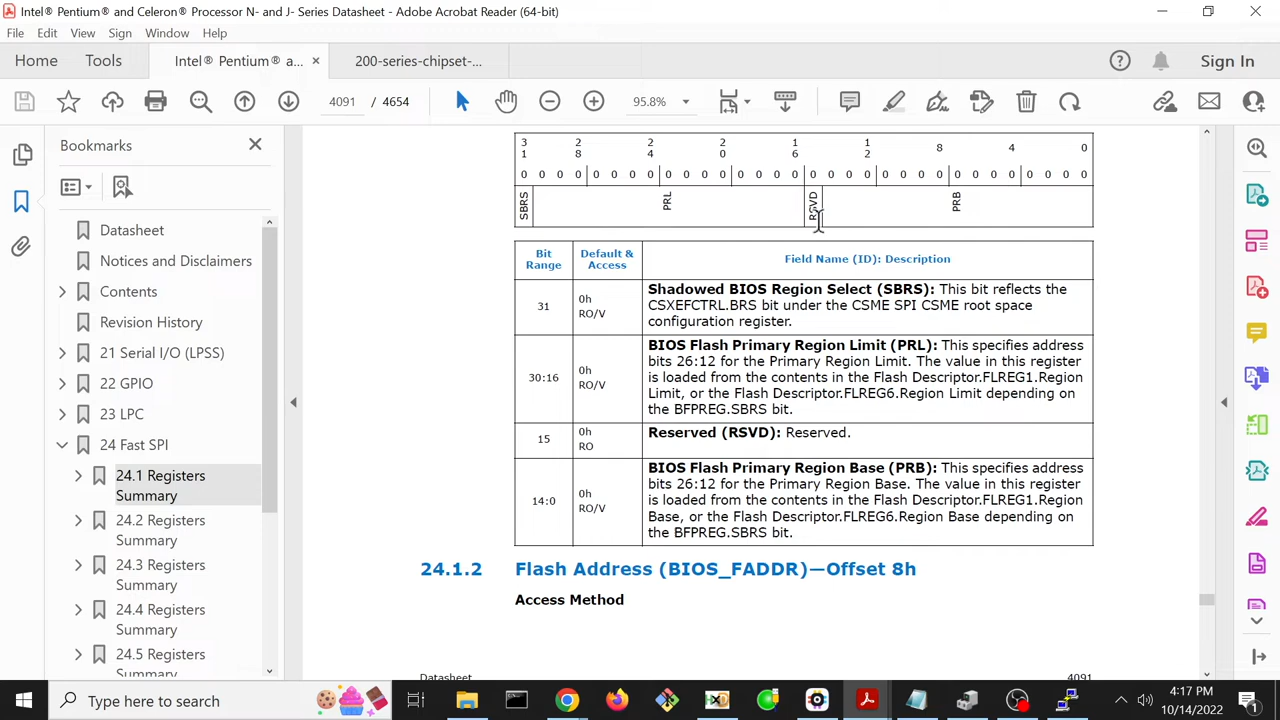 Intel® Pentium® and Celeron® Processor N- and J- Series Datasheet - Adobe Acrobat Reader (64-bit)
File Edit View Sign Window Help
Home Tools Intel® Pentium® a... × 200-series-chipset-... Sign In
4091 / 4654 95.8%
Bookmarks
Datasheet
Notices and Disclaimers
Contents
Revision History
21 Serial I/O (LPSS)
22 GPIO
23 LPC
24 Fast SPI
24.1 Registers
Summary
24.2 Registers
Summary
24.3 Registers
Summary
24.4 Registers
Summary
24.5 Registers
Summary
3 2 2 2 1 1 8 4 0
1 8 4 0 6 2
0 0 0 0 0 0 0 0 0 0 0 0 0 0 0 0 0 0 0 0 0 0 0 0 0 0 0 0 0 0 0 0
SBRS PRL RSVD PRB
Bit Default & Field Name (ID): Description
Range Access
31
0h
RO/V
Shadowed BIOS Region Select (SBRS): This bit reflects the
CSXEFCTRL.BRS bit under the CSME SPI CSME root space
configuration register.
30:16
0h
RO/V
BIOS Flash Primary Region Limit (PRL): This specifies address
bits 26:12 for the Primary Region Limit. The value in this register
is loaded from the contents in the Flash Descriptor.FLREG1.Region
Limit, or the Flash Descriptor.FLREG6.Region Limit depending on
the BFPREG.SBRS bit.
15
0h
RO
Reserved (RSVD): Reserved.
14:0
0h
RO/V
BIOS Flash Primary Region Base (PRB): This specifies address
bits 26:12 for the Primary Region Base. The value in this register
is loaded from the contents in the Flash Descriptor.FLREG1.Region
Base, or the Flash Descriptor.FLREG6.Region Base depending on
the BFPREG.SBRS bit.
24.1.2 Flash Address (BIOS_FADDR)—Offset 8h
Access Method
Datasheet 4091
Type here to search
4:17 PM
10/14/2022
1